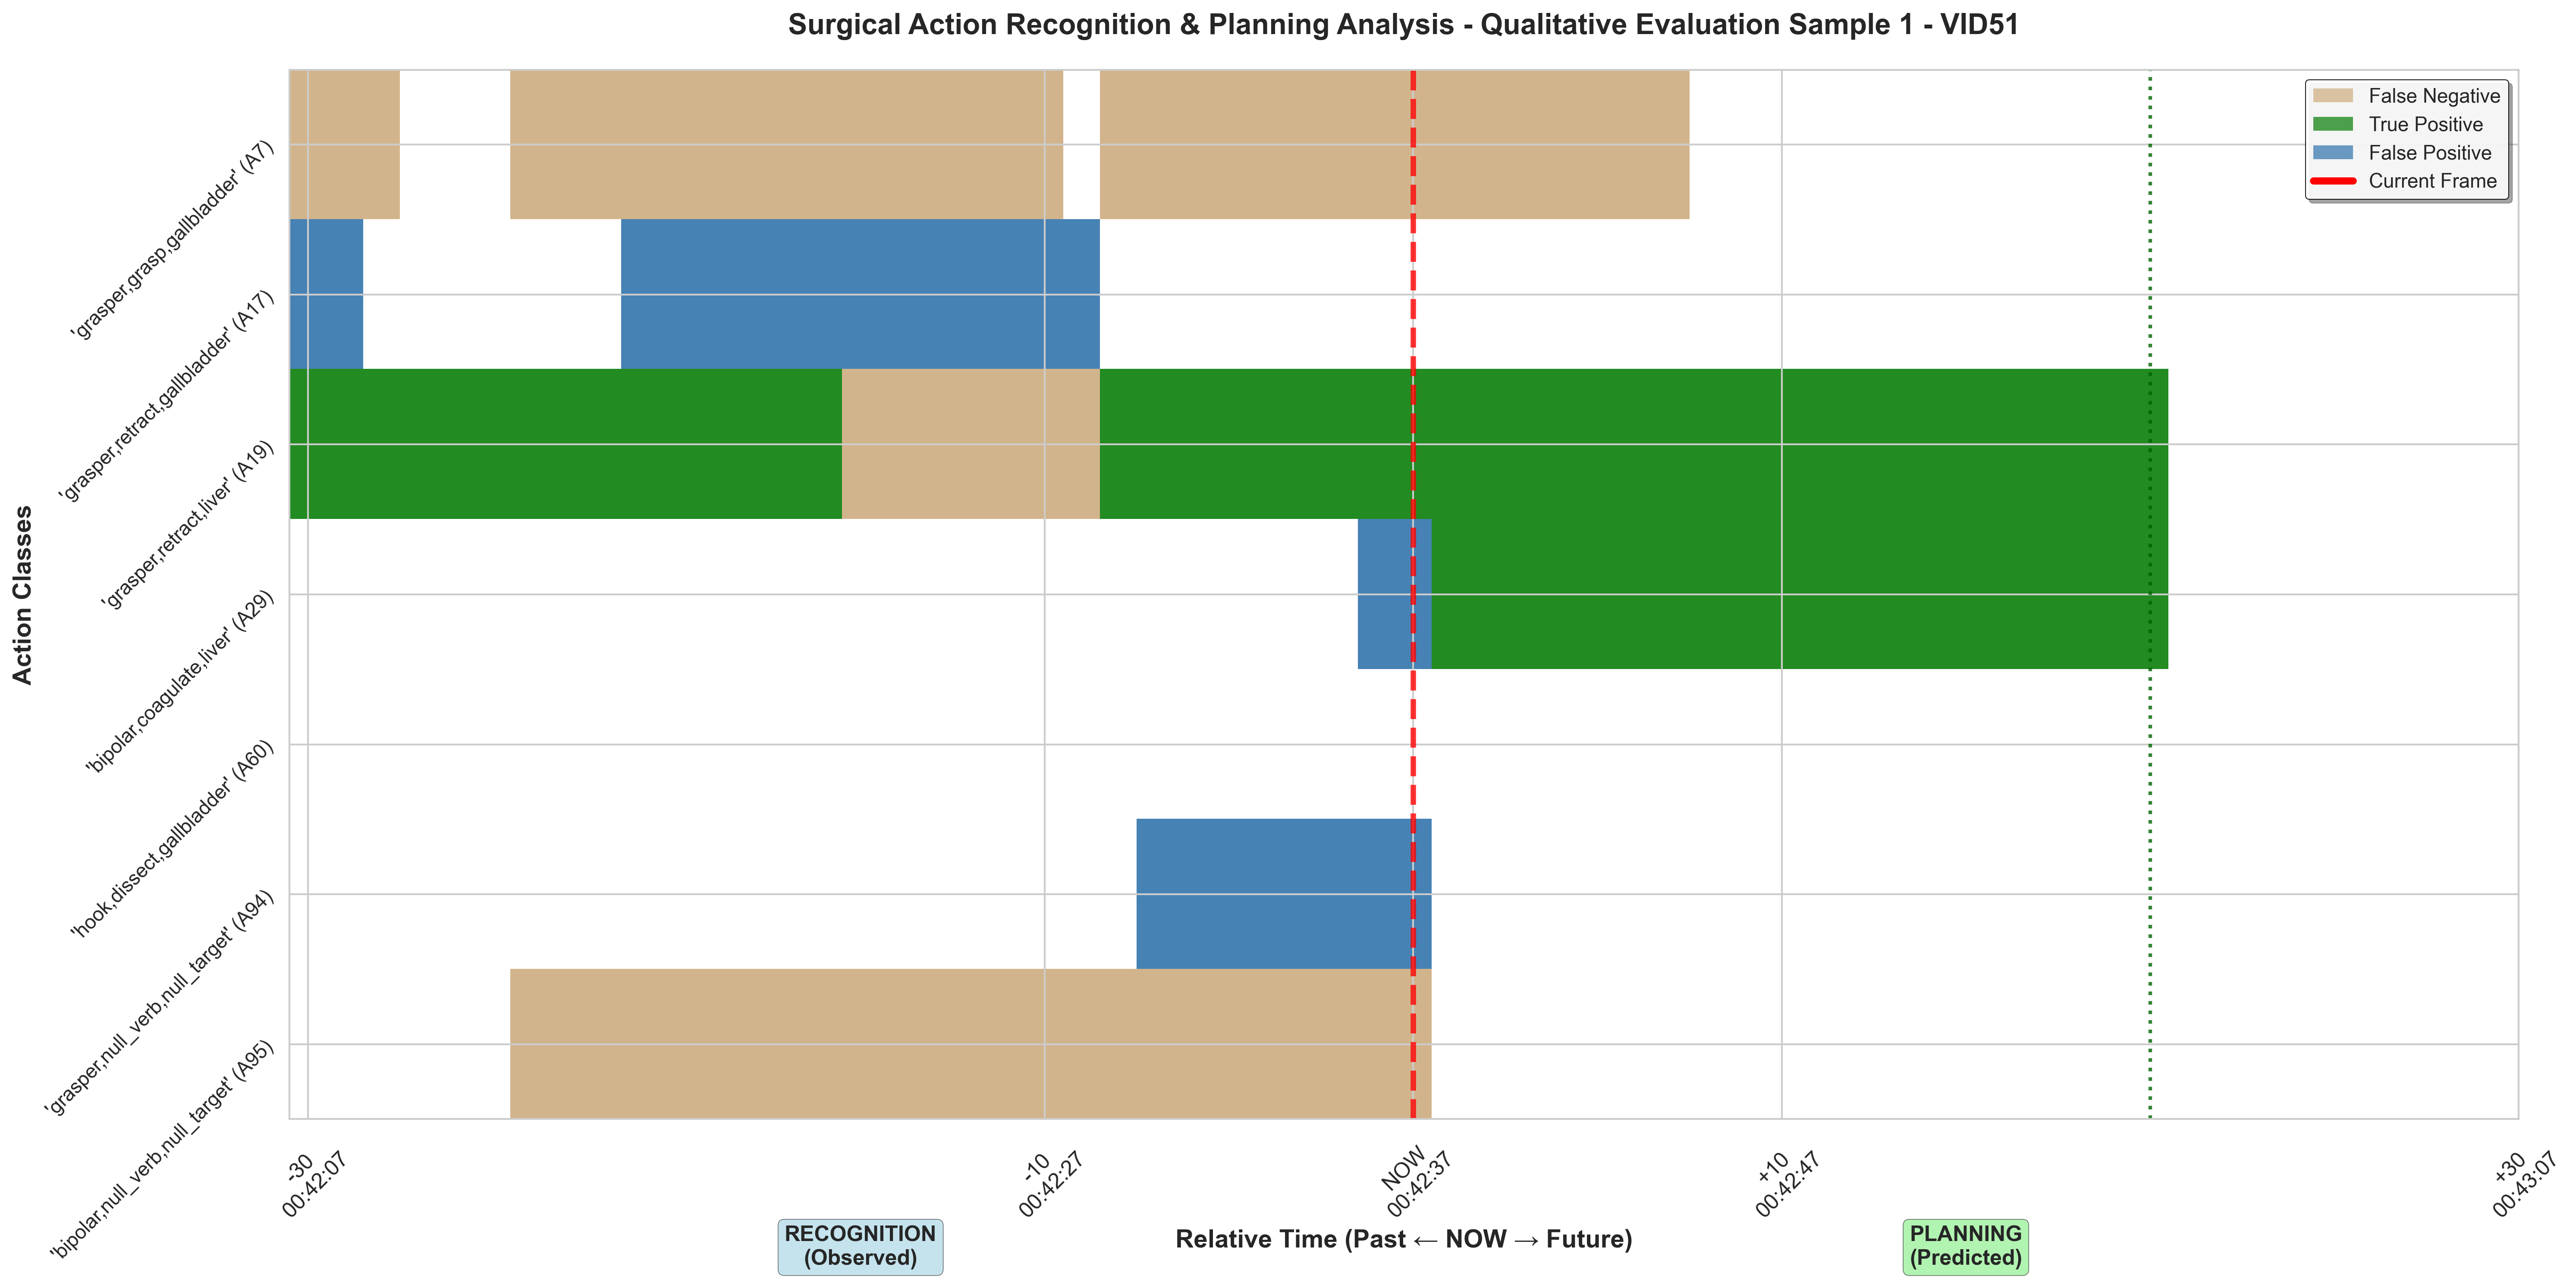 Surgical Action Recognition & Planning Analysis - Qualitative Evaluation Sample 1 - VID51
False Negative
True Positive
False Positive
Current Frame
Action Classes
'grasper,grasp,gallbladder' (A7)
'grasper,retract,gallbladder' (A17)
'grasper,retract,liver' (A19)
'bipolar,coagulate,liver' (A29)
'hook,dissect,gallbladder' (A60)
'grasper,null_verb,null_target' (A94)
'bipolar,null_verb,null_target' (A95)
-30
00:42:07
-10
00:42:27
NOW
00:42:37
+10
00:42:47
+30
00:43:07
RECOGNITION
(Observed)
Relative Time (Past ← NOW → Future)
PLANNING
(Predicted)